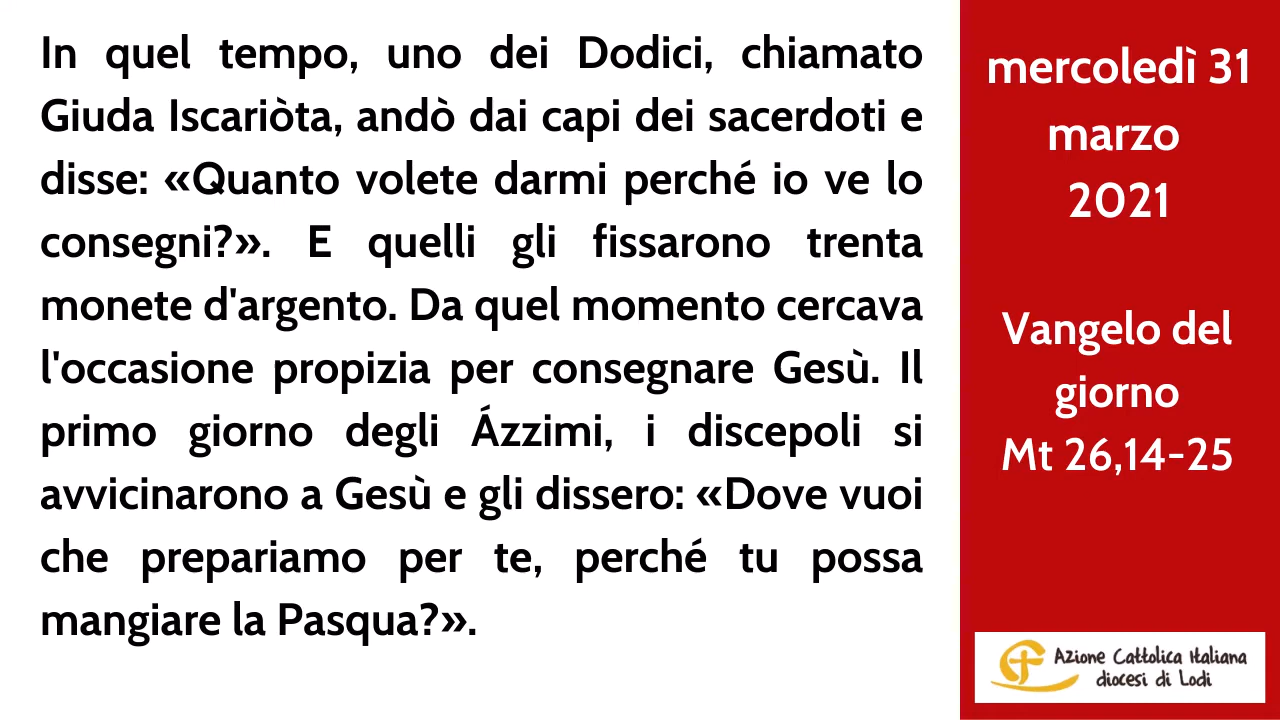 In quel tempo, uno dei Dodici, chiamato
Giuda Iscariòta, andò dai capi dei sacerdoti e
disse: «Quanto volete darmi perché io ve lo
consegni?». E quelli gli fissarono trenta
monete d'argento. Da quel momento cercava
l'occasione propizia per consegnare Gesù. Il
primo giorno degli Ázzimi, i discepoli si
avvicinarono a Gesù e gli dissero: «Dove vuoi
che prepariamo per te, perché tu possa
mangiare la Pasqua?».
mercoledì 31
marzo
2021
Vangelo del
giorno
Mt 26,14-25
Azione Cattolica Italiana
diocesi di Lodi